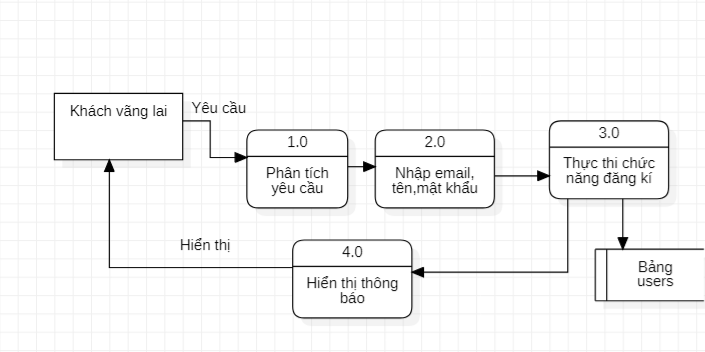 Khách vãng lai
Yêu cầu
1.0
Phân tích
yêu cầu
2.0
Nhập email,
tên,mật khẩu
3.0
Thực thi chức
năng đăng kí
Hiển thị
4.0
Hiển thị thông
báo
Bảng
users